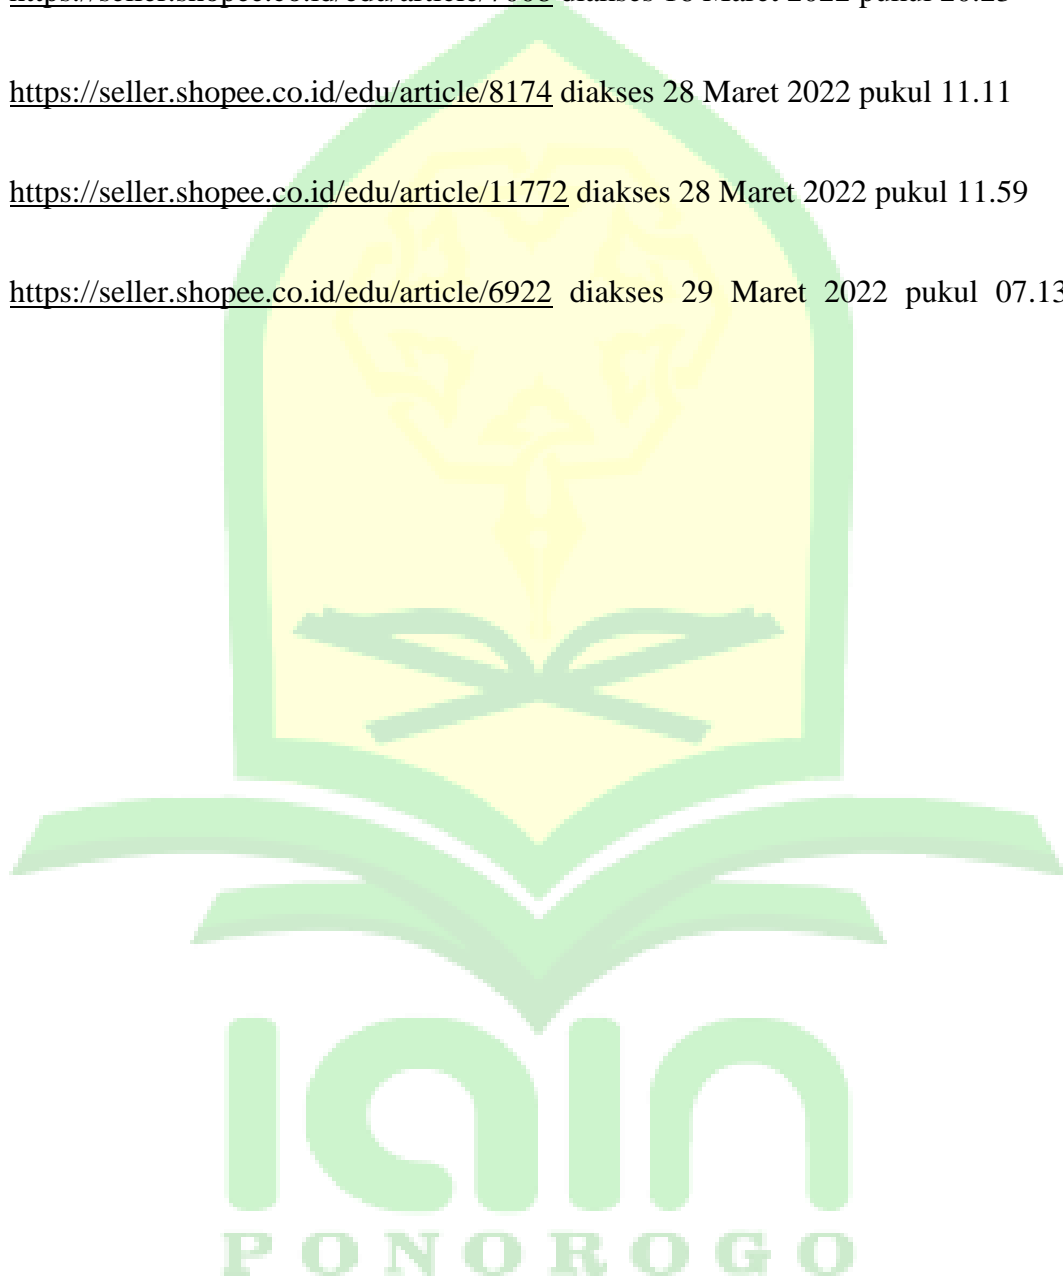 https://seller.shopee.co.id/edu/article/8174 diakses 28 Maret 2022 pukul 11.11
https://seller.shopee.co.id/edu/article/11772 diakses 28 Maret 2022 pukul 11.59
https://seller.shopee.co.id/edu/article/6922 diakses 29 Maret 2022 pukul 07.13
IAIN
PONOROGO